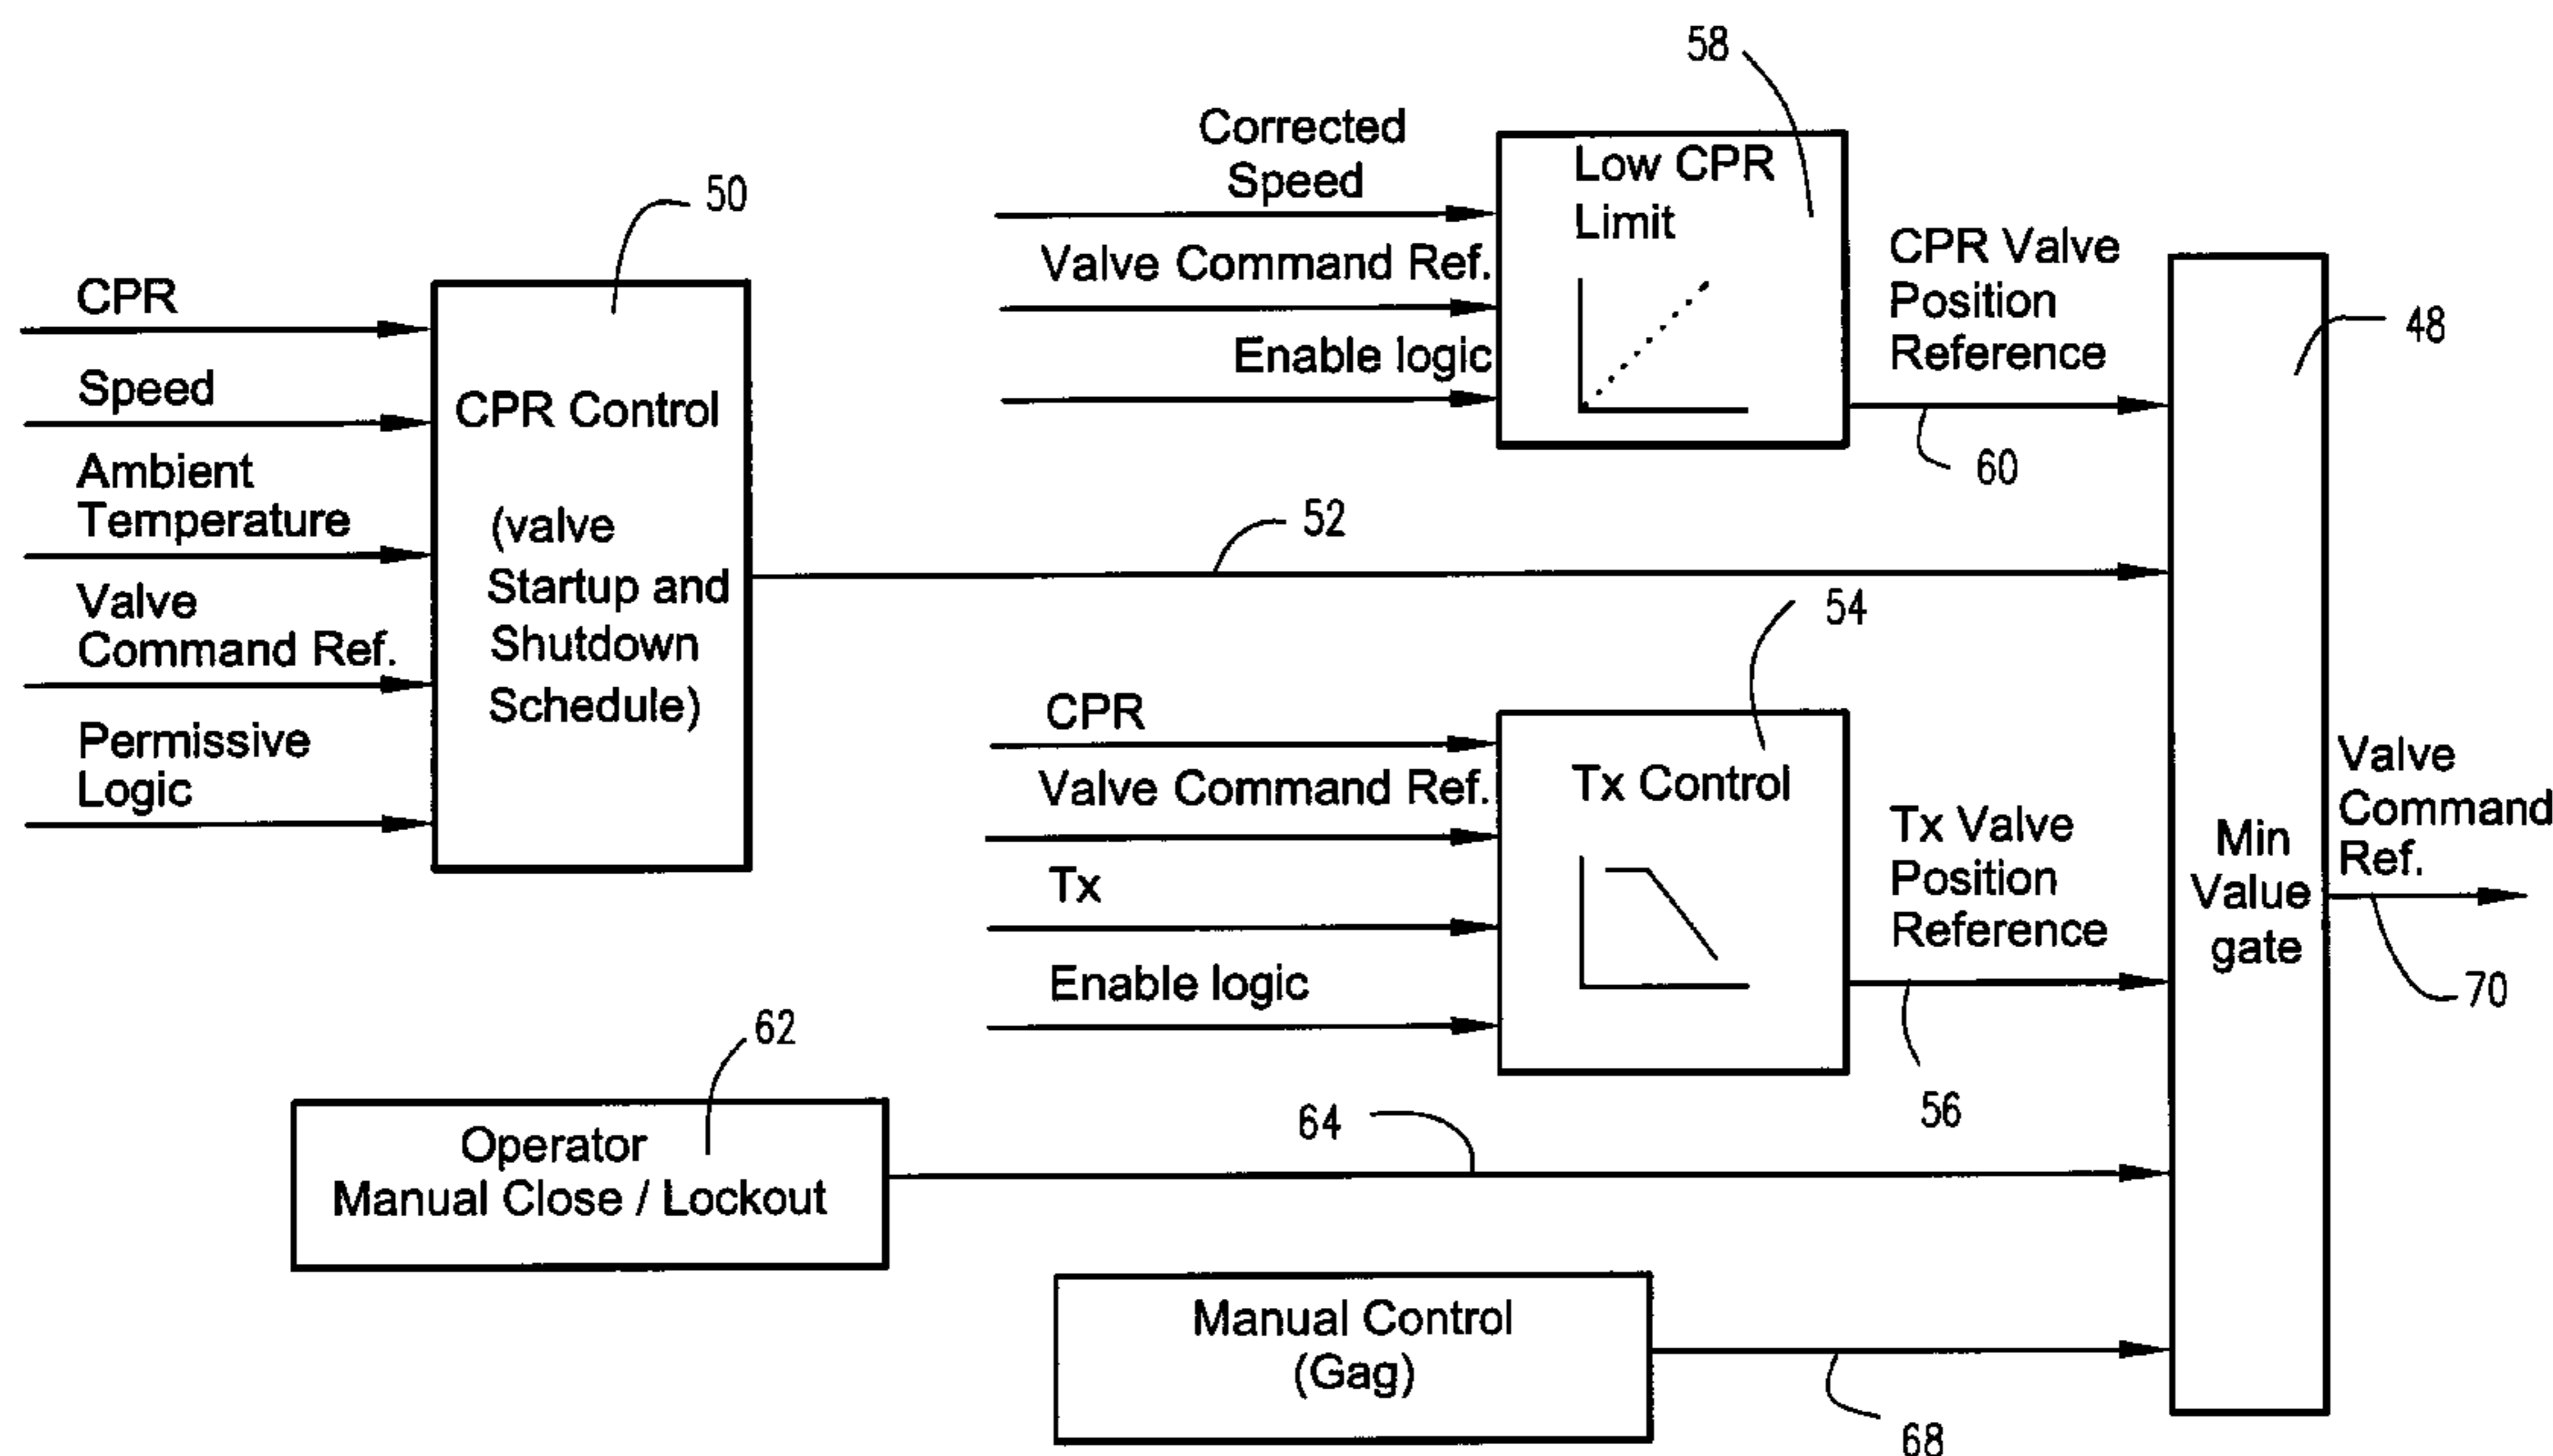 50
CPR
Speed
Ambient
Temperature
Valve
Command Ref.
Permissive
Logic
CPR Control
(valve
Startup and
Shutdown
Schedule)
58
Corrected
Speed
Valve Command Ref.
Enable logic
Low CPR
Limit
CPR Valve
Position
Reference
60
52
54
CPR
Valve Command Ref.
Tx
Enable logic
Tx Control
Tx Valve
Position
Reference
56
62
Operator
Manual Close / Lockout
64
Manual Control
(Gag)
68
48
Min
Value
gate
Valve
Command
Ref.
70